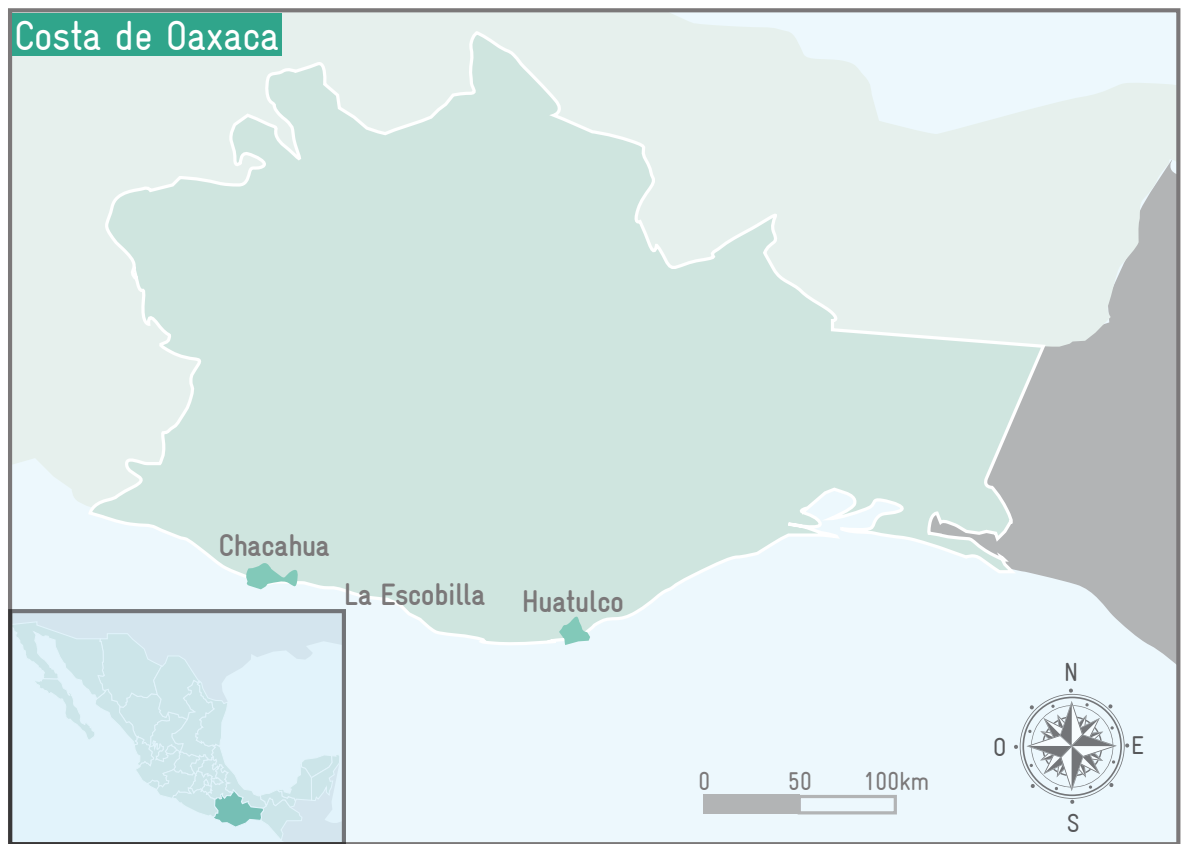 Costa de Oaxaca
Chacahua
La Escobilla
Huatulco
N
O
E
S
0 50 100km